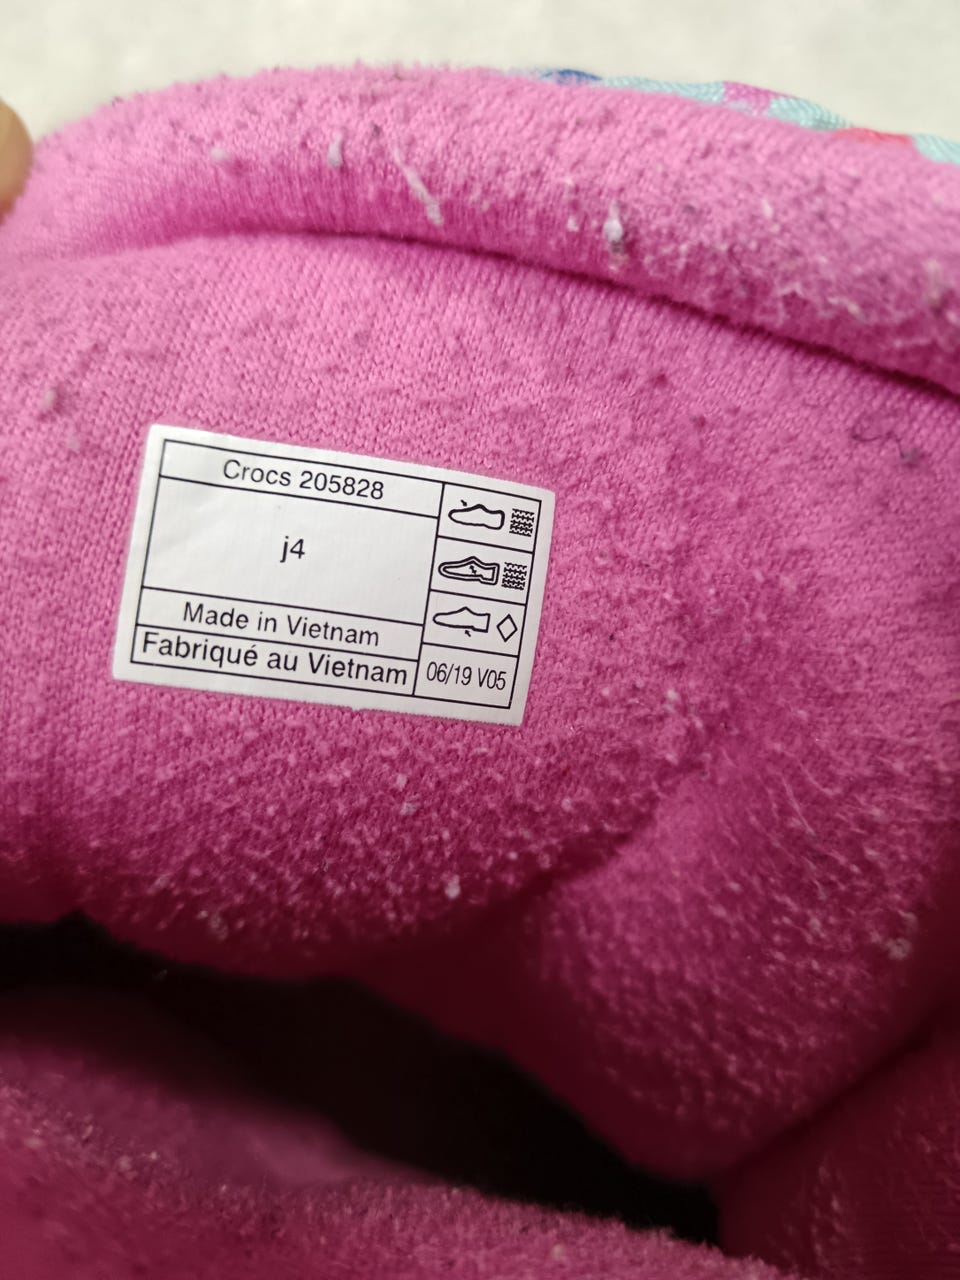 Crocs 205828
j4
Made in Vietnam
Fabriqué au Vietnam
06/19 V05